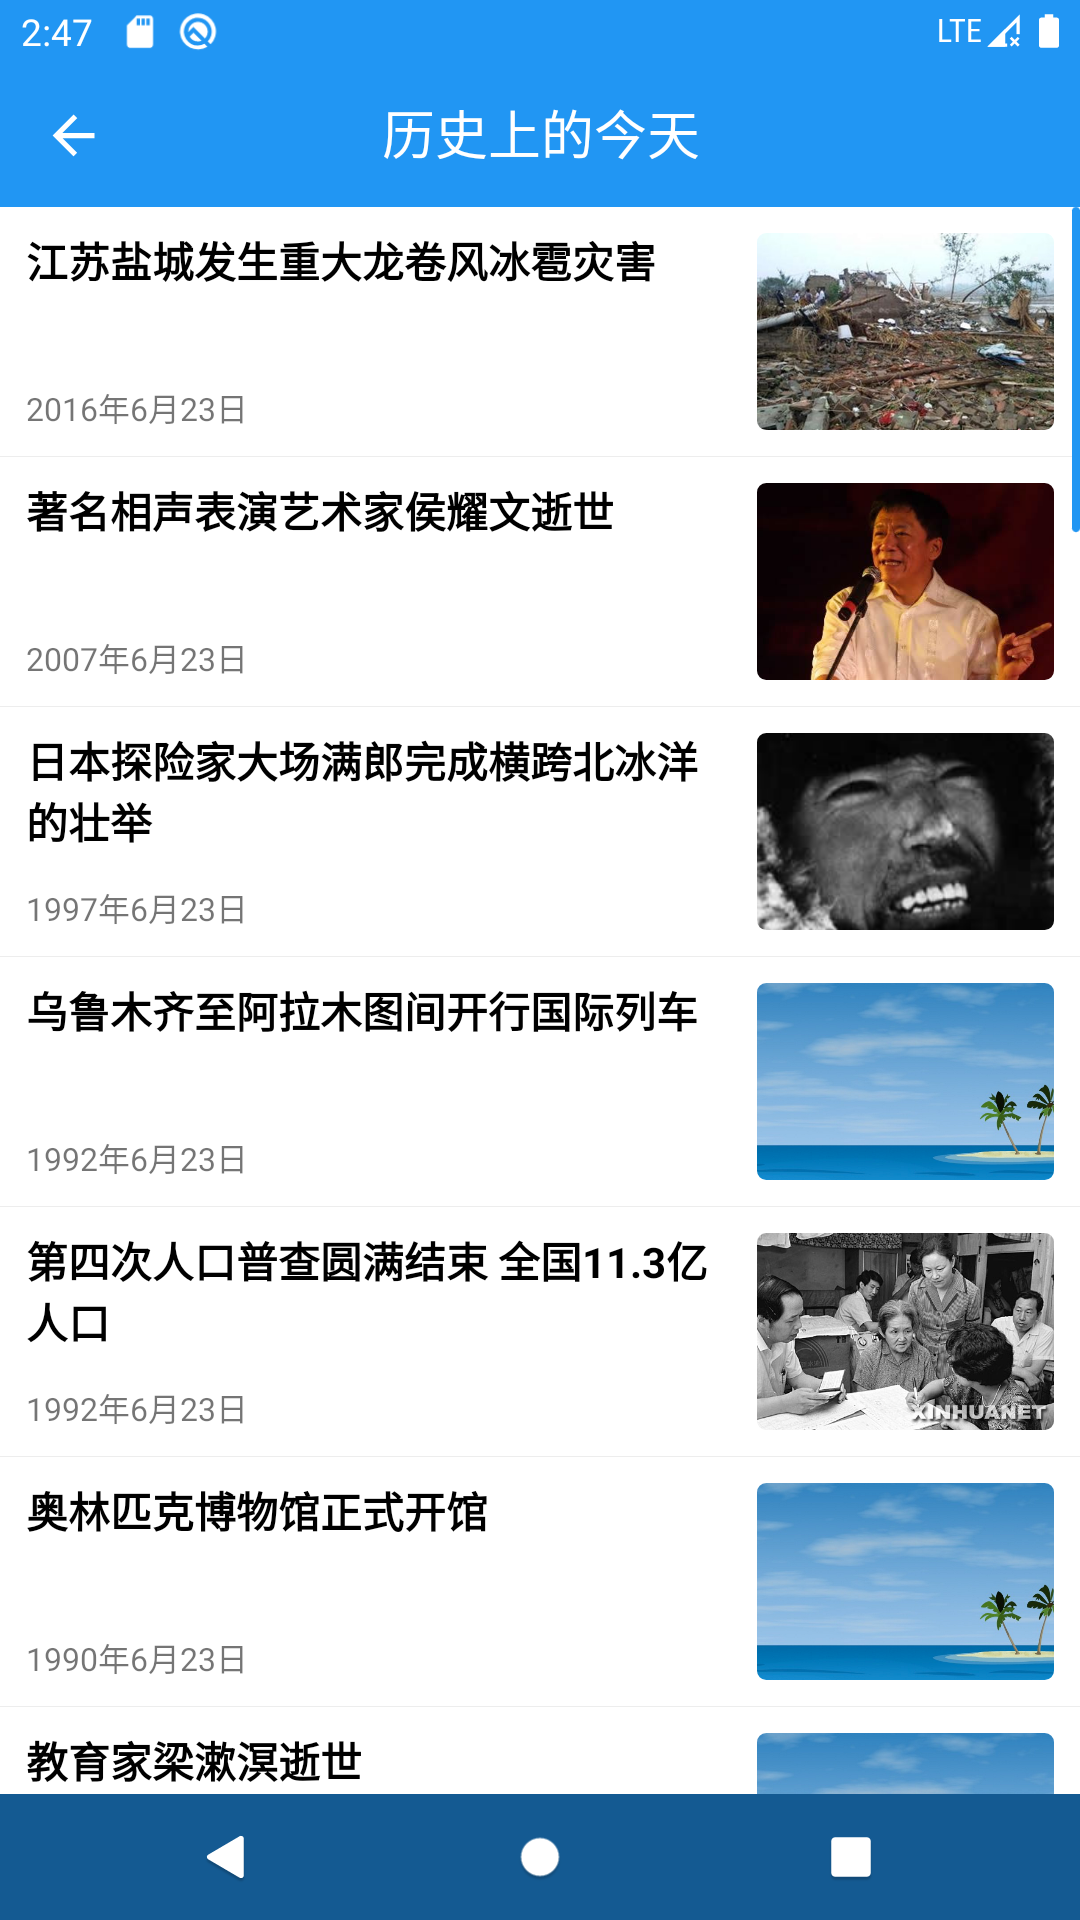 2:47
LTE
历史上的今天
江苏盐城发生重大龙卷风冰雹灾害
2016年6月23日
著名相声表演艺术家侯耀文逝世
2007年6月23日
日本探险家大场满郎完成横跨北冰洋
的壮举
1997年6月23日
乌鲁木齐至阿拉木图间开行国际列车
1992年6月23日
第四次人口普查圆满结束 全国11.3亿
人口
1992年6月23日
XINHUANET
奥林匹克博物馆正式开馆
1990年6月23日
教育家梁漱溟逝世